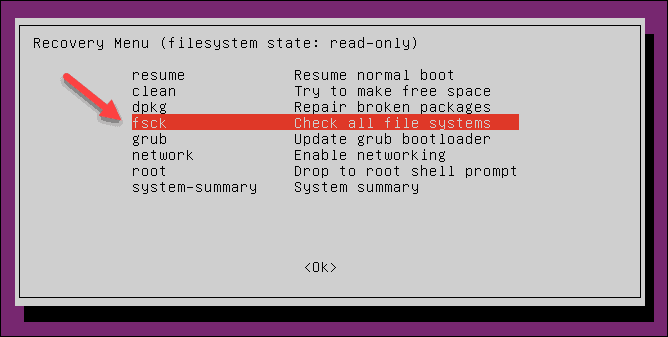 Recovery Menu (filesystem state: read-only)
resume Resume normal boot
clean Try to make free space
dpkg Repair broken packages
fsck Check all file systems
grub Update grub bootloader
network Enable networking
root Drop to root shell prompt
system-summary System summary
<Ok>